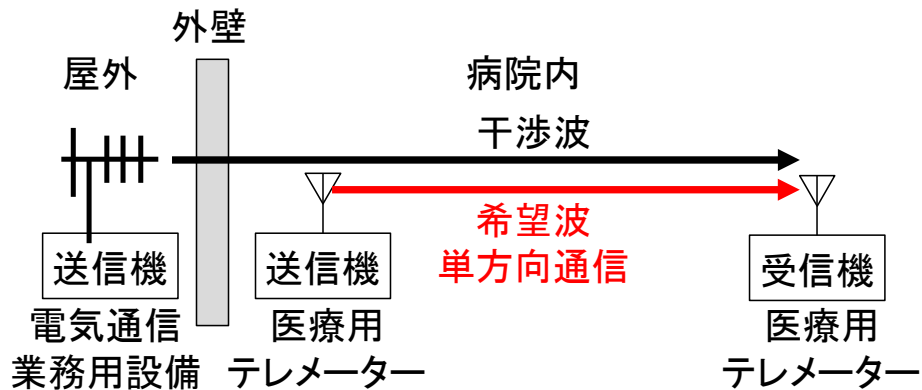 外壁
屋外
病院内
干渉波
希望波
単方向通信
送信機
送信機
受信機
電気通信
業務用設備
医療用
テレメーター
医療用
テレメーター